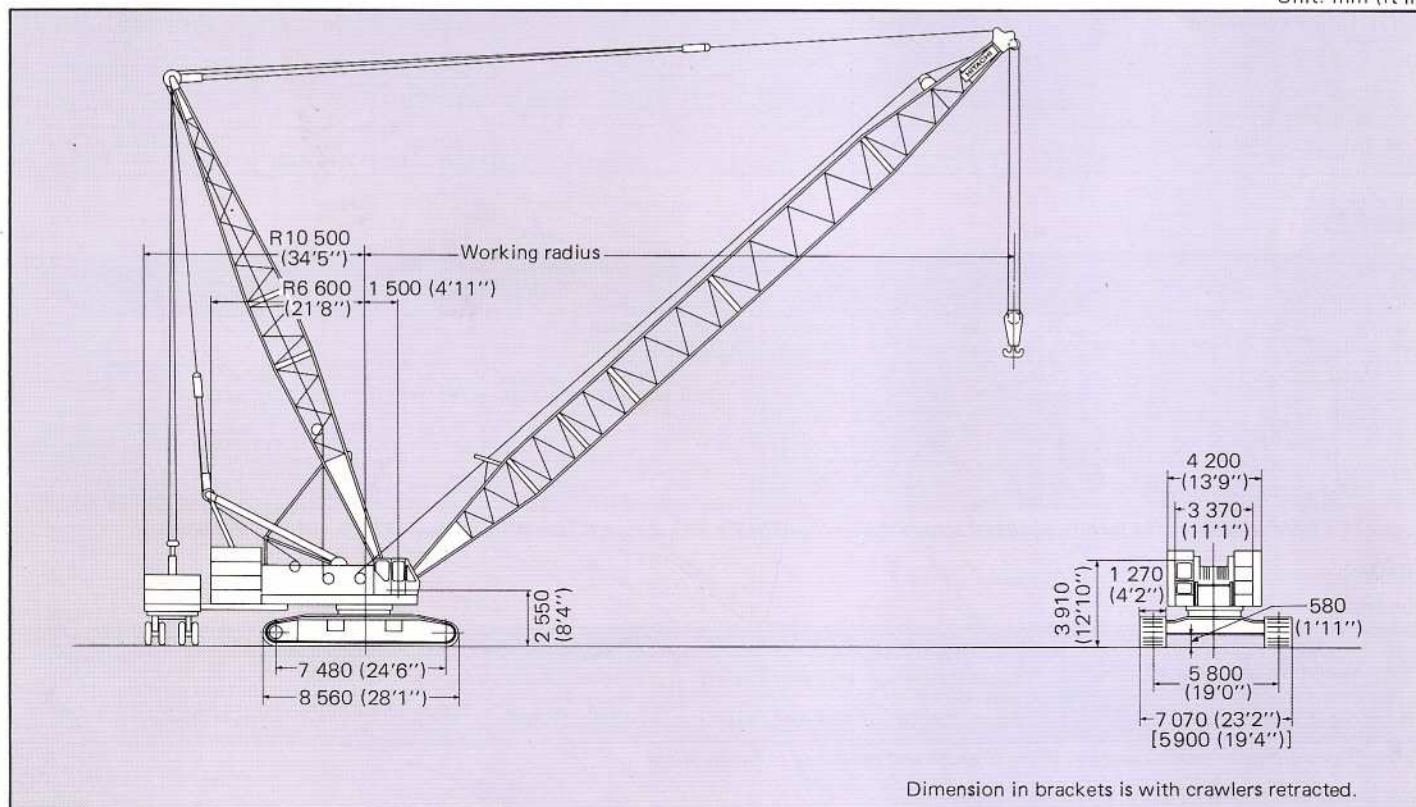 Unit: mm (ft in
HITACHI
R10 500
(34'5'')
Working radius
R6 600
(21'8'')
1 500 (4'11'')
2 550
(8'4'')
7 480 (24'6'')
8 560 (28'1'')
4 200
(13'9'')
3 370
(11'1'')
1 270
(4'2'')
3 910
(12'10'')
580
(1'11'')
5 800
(19'0'')
7 070 (23'2'')
[5900 (19'4'')]
Dimension in brackets is with crawlers retracted.